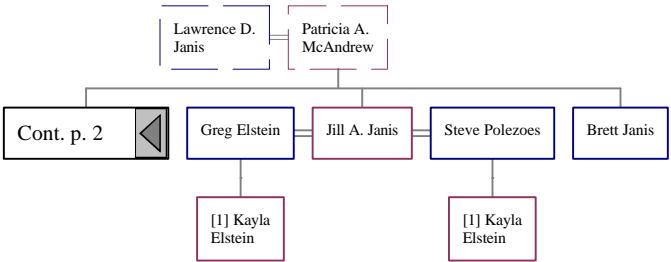 Lawrence D.
Janis
Patricia A.
McAndrew
Cont. p. 2
Greg Elstein
Jill A. Janis
Steve Polezoes
Brett Janis
[1] Kayla
Elstein
[1] Kayla
Elstein